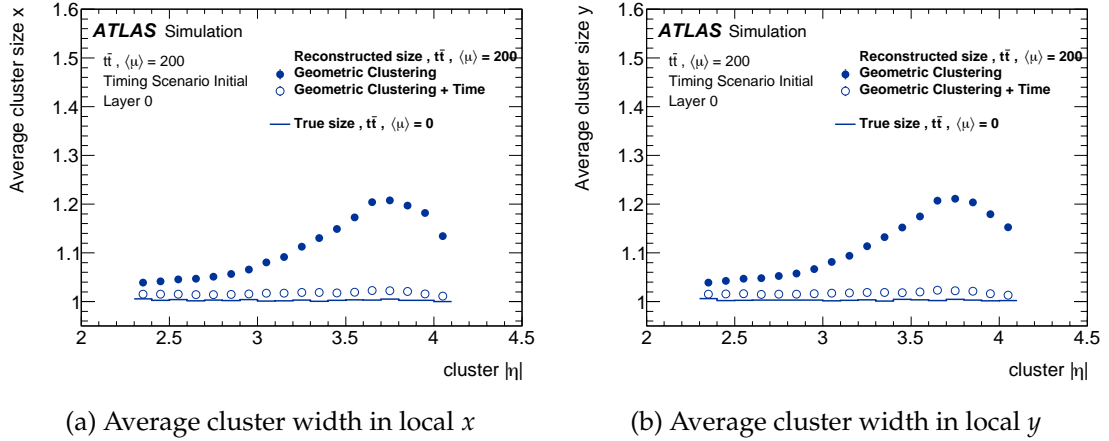 Average cluster size x
1.6
1.5
1.4
1.3
1.2
1.1
1
ATLAS Simulation
tt̄ , ⟨μ⟩ = 200
Timing Scenario Initial
Layer 0
Reconstructed size , tt̄ , ⟨μ⟩ = 200
Geometric Clustering
Geometric Clustering + Time
True size , tt̄ , ⟨μ⟩ = 0
2 2.5 3 3.5 4 4.5
cluster |η|
(a) Average cluster width in local x
Average cluster size y
1.6
1.5
1.4
1.3
1.2
1.1
1
ATLAS Simulation
tt̄ , ⟨μ⟩ = 200
Timing Scenario Initial
Layer 0
Reconstructed size , tt̄ , ⟨μ⟩ = 200
Geometric Clustering
Geometric Clustering + Time
True size , tt̄ , ⟨μ⟩ = 0
2 2.5 3 3.5 4 4.5
cluster |η|
(b) Average cluster width in local y